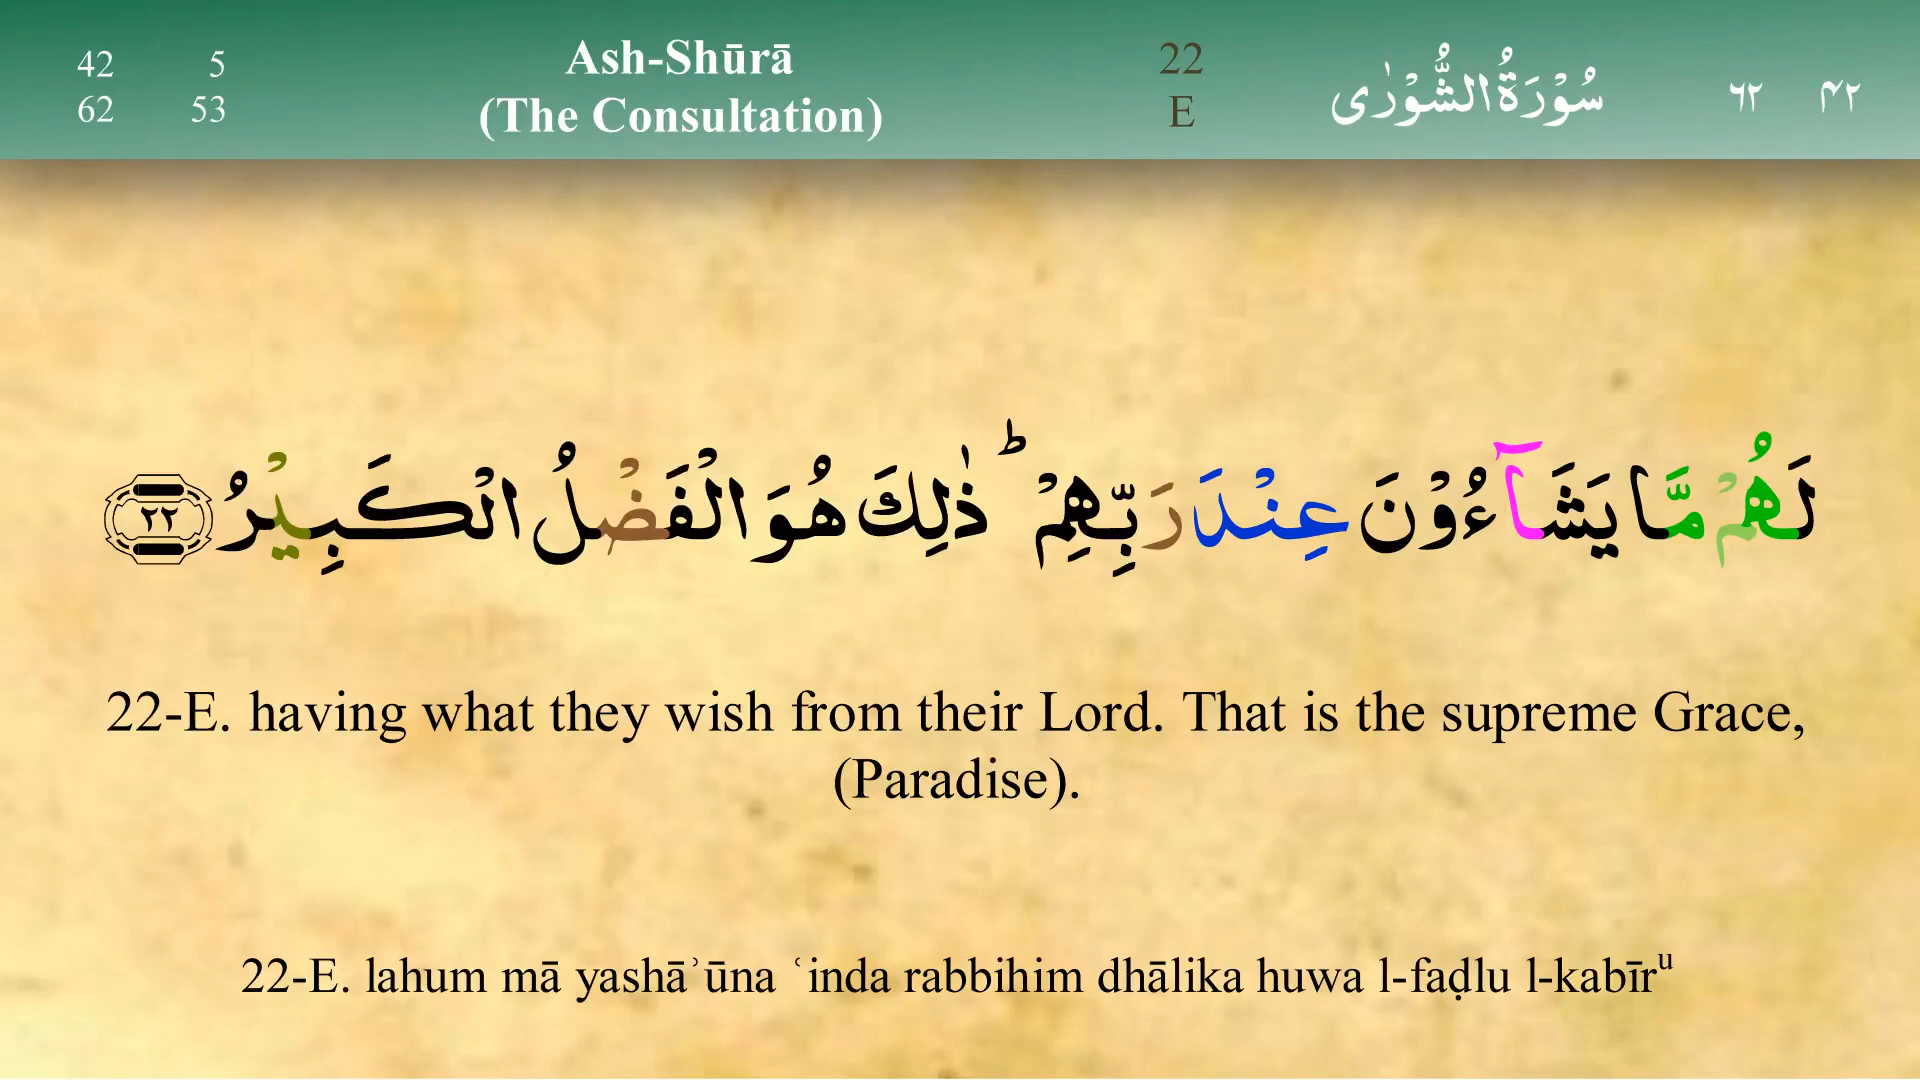 42 5
62 53
Ash-Shūrā
(The Consultation)
22
E
سُوْرَةُ الشُّوْرٰى
٦٢ ۴٢
لَهُمْ مَّا يَشَآءُوْنَ عِنْدَ رَبِّهِمْ ؕ ذٰلِكَ هُوَ الْفَضْلُ الْكَبِيْرُ ٢٢
22-E. having what they wish from their Lord. That is the supreme Grace,
(Paradise).
22-E. lahum mā yashāʾūna ʿinda rabbihim dhālika huwa l-faḍlu l-kabīrᵘ